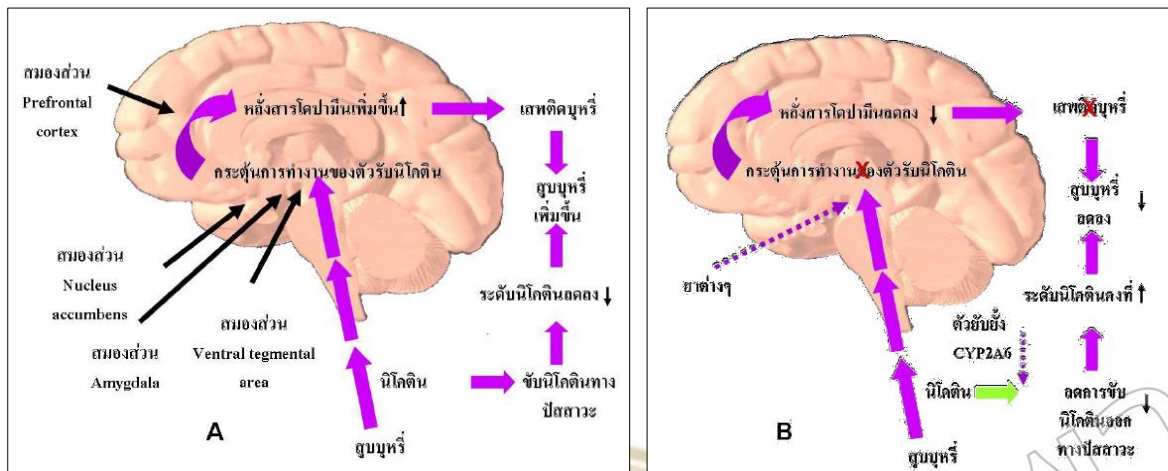 สมองส่วน
Prefrontal
cortex
หลั่งสารโดปามีนเพิ่มขึ้น↑
เสพติดบุหรี่
กระตุ้นการทำงานของตัวรับนิโคติน
สูบบุหรี่
เพิ่มขึ้น
สมองส่วน
Nucleus
accumbens
ระดับนิโคตินลดลง ↓
สมองส่วน
Amygdala
สมองส่วน
Ventral tegmental
area
นิโคติน
ขับนิโคตินทาง
ปัสสาวะ
A
สูบบุหรี่
หลั่งสารโดปามีนลดลง ↓
เสพติดบุหรี่
กระตุ้นการทำงานของตัวรับนิโคติน
สูบบุหรี่
ลดลง ↓
ยาต่างๆ
ระดับนิโคตินคงที่ ↑
ตัวยับยั้ง
CYP2A6
นิโคติน
ลดการขับ
นิโคตินออก ↓
ทางปัสสาวะ
B
สูบบุหรี่